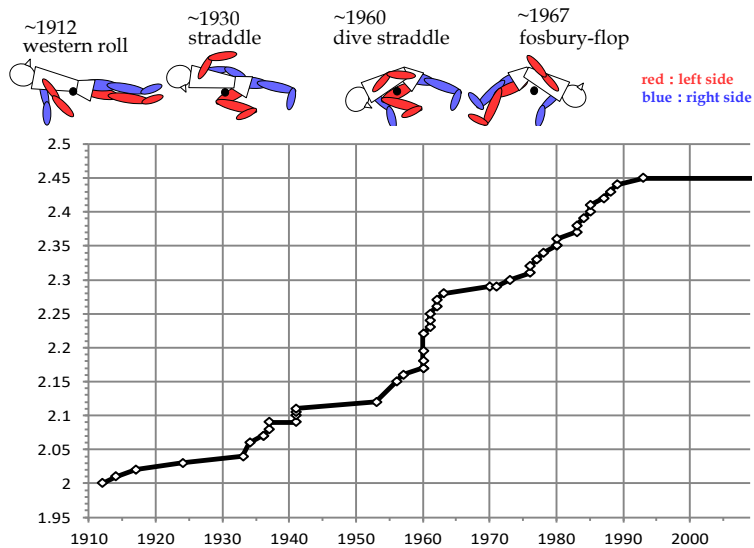 ~1912
western roll
~1930
straddle
~1960
dive straddle
~1967
fosbury-flop
red : left side
blue : right side
2.5
2.45
2.4
2.35
2.3
2.25
2.2
2.15
2.1
2.05
2
1.95
1910 1920 1930 1940 1950 1960 1970 1980 1990 2000